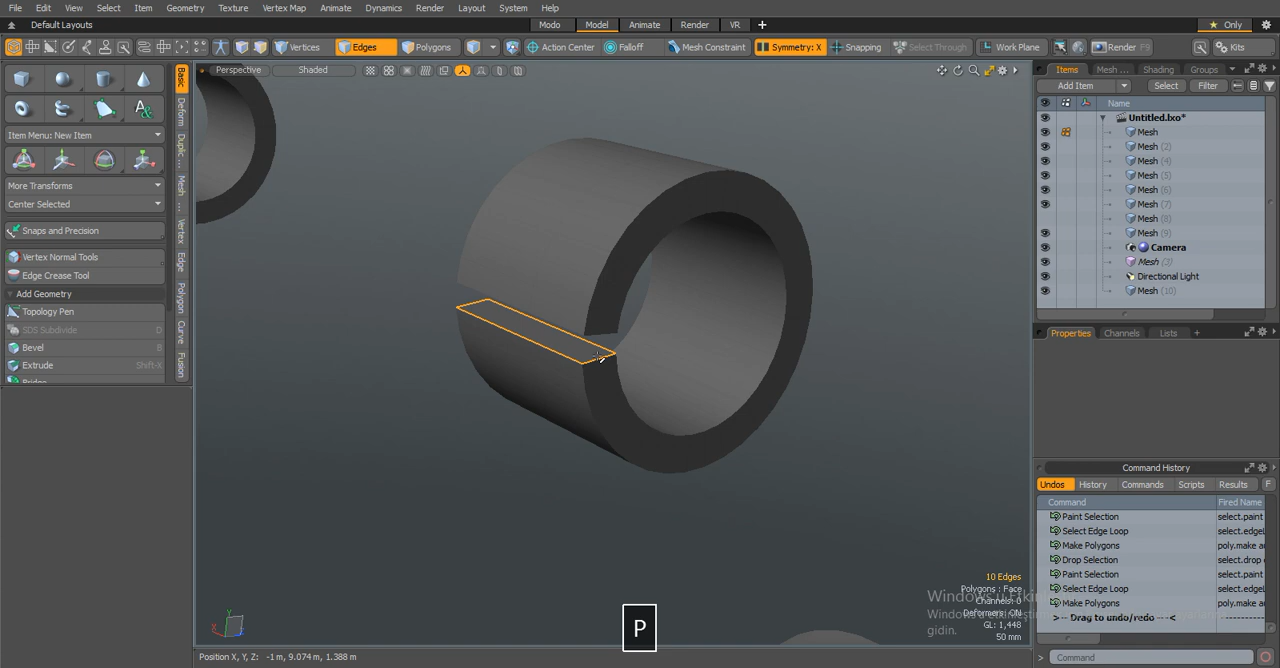 File Edit View Select Item Geometry Texture Vertex Map Animate Dynamics Render Layout System Help
Default Layouts
Modo Model Animate Render VR
★ Only
Vertices
Edges
Polygons
Action Center
Falloff
Mesh Constraint
Symmetry: X
Snapping
Select Through
Work Plane
Render F9
Kits
Item Menu: New Item
More Transforms
Center Selected
Snaps and Precision
Vertex Normal Tools
Edge Crease Tool
Add Geometry
Topology Pen
SDS Subdivide D
Bevel B
Extrude Shift-X
Bridge
Basic
Deform
Duplic...
Mesh ...
Vertex
Edge
Polygon
Curve
Fusion
Perspective
Shaded
10 Edges
Polygons : Face
Channels: 0
Deformers: ON
GL: 1,448
50 mm
gidin.
P
Y
X
Z
Position X, Y, Z: -1 m, 9.074 m, 1.388 m
Items Mesh ... Shading Groups
Add Item
Select
Filter
Name
Untitled.lxo*
Mesh
Mesh (2)
Mesh (4)
Mesh (5)
Mesh (6)
Mesh (7)
Mesh (8)
Mesh (9)
Camera
Mesh (3)
Directional Light
Mesh (10)
Properties Channels Lists +
Command History
Undos History Commands Scripts Results F
Command Fired Name
Paint Selection select.paint
Select Edge Loop select.edgeL
Make Polygons poly.make au
Drop Selection select.drop
Paint Selection select.paint
Select Edge Loop select.edgeL
Make Polygons poly.make au
>--- Drag to undo/redo ---<
Command